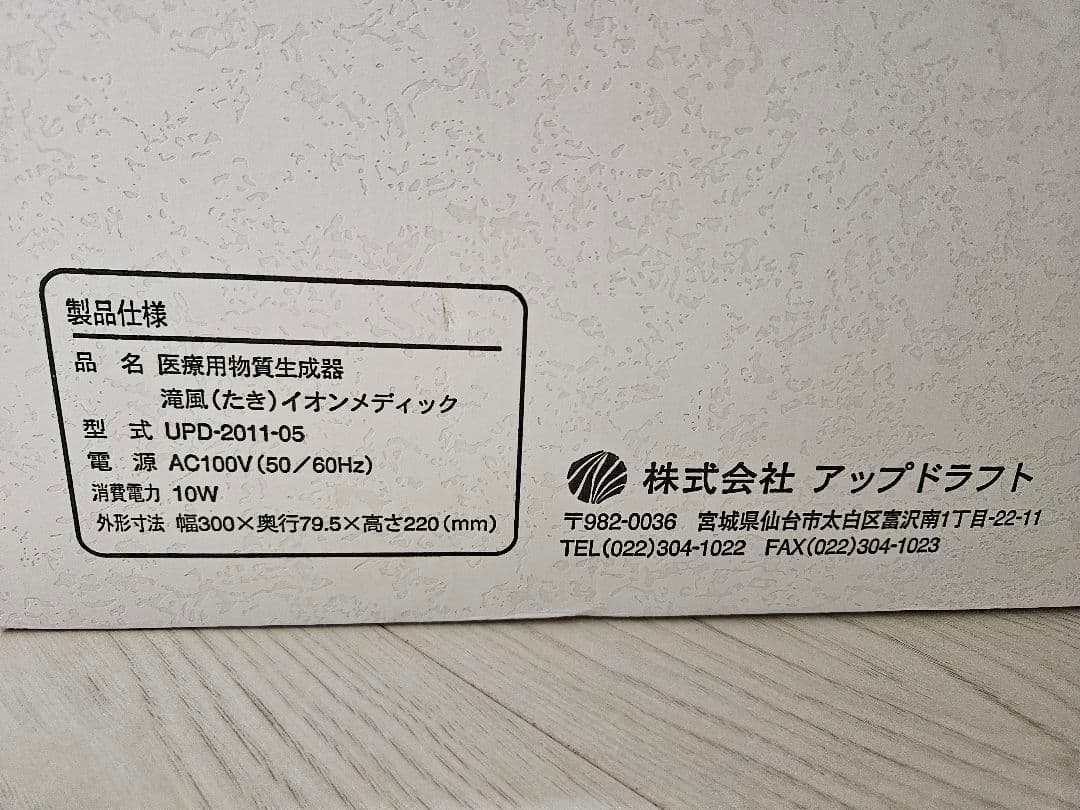 製品仕様
品 名 医療用物質生成器
滝風(たき)イオンメディック
型 式 UPD-2011-05
電 源 AC100V(50/60Hz)
消費電力 10W
外形寸法 幅300×奥行79.5×高さ220(mm)
株式会社 アップドラフト
〒982-0036 宮城県仙台市太白区富沢南1丁目-22-11
TEL(022)304-1022 FAX(022)304-1023